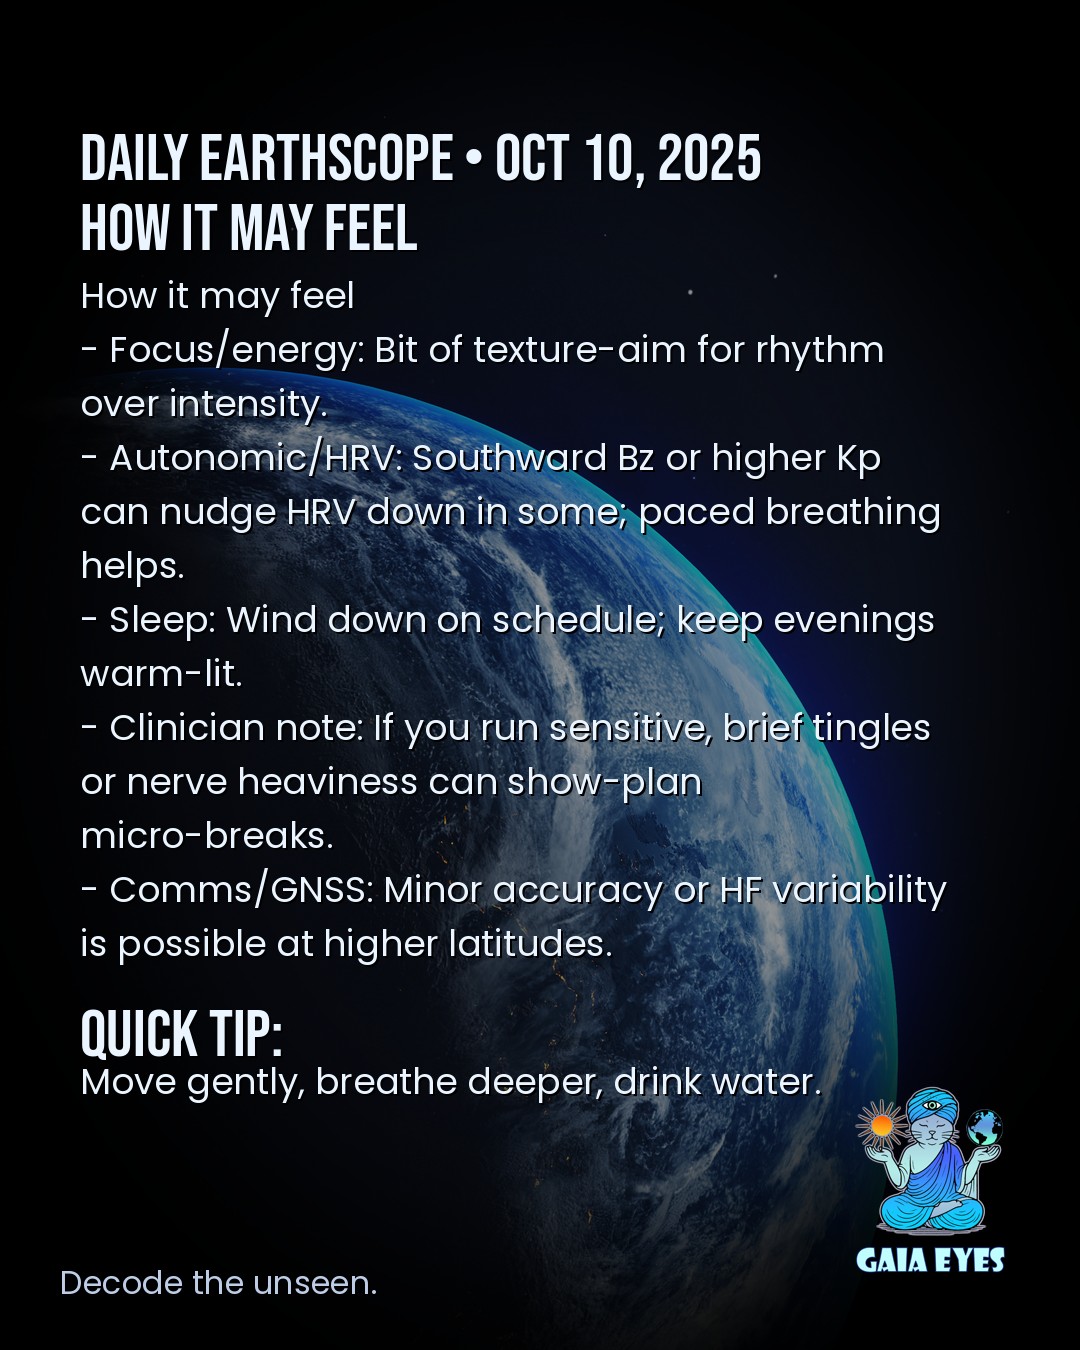 DAILY EARTHSCOPE • OCT 10, 2025
HOW IT MAY FEEL
How it may feel
- Focus/energy: Bit of texture-aim for rhythm
over intensity.
- Autonomic/HRV: Southward Bz or higher Kp
can nudge HRV down in some; paced breathing
helps.
- Sleep: Wind down on schedule; keep evenings
warm-lit.
- Clinician note: If you run sensitive, brief tingles
or nerve heaviness can show-plan
micro-breaks.
- Comms/GNSS: Minor accuracy or HF variability
is possible at higher latitudes.
QUICK TIP:
Move gently, breathe deeper, drink water.
GAIA EYES
Decode the unseen.